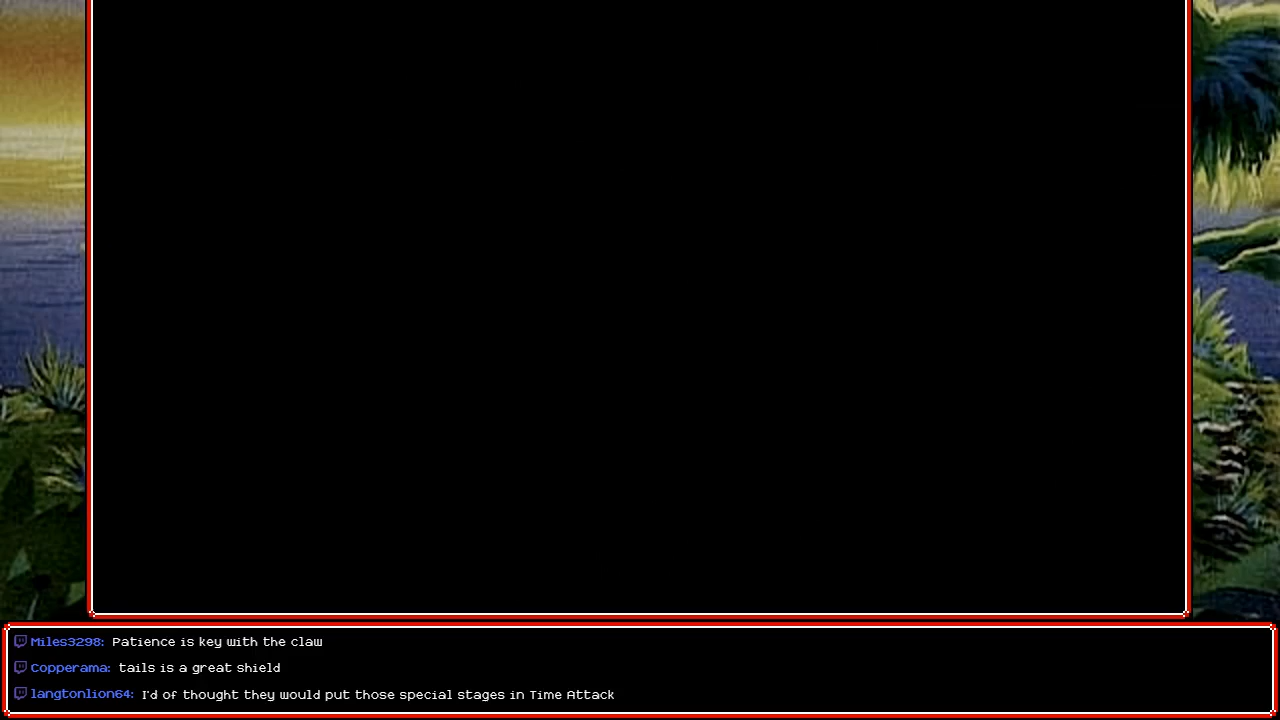 Miles3298: Patience is key with the claw
Copperama: tails is a great shield
langtonlion64: I'd of thought they would put those special stages in Time Attack